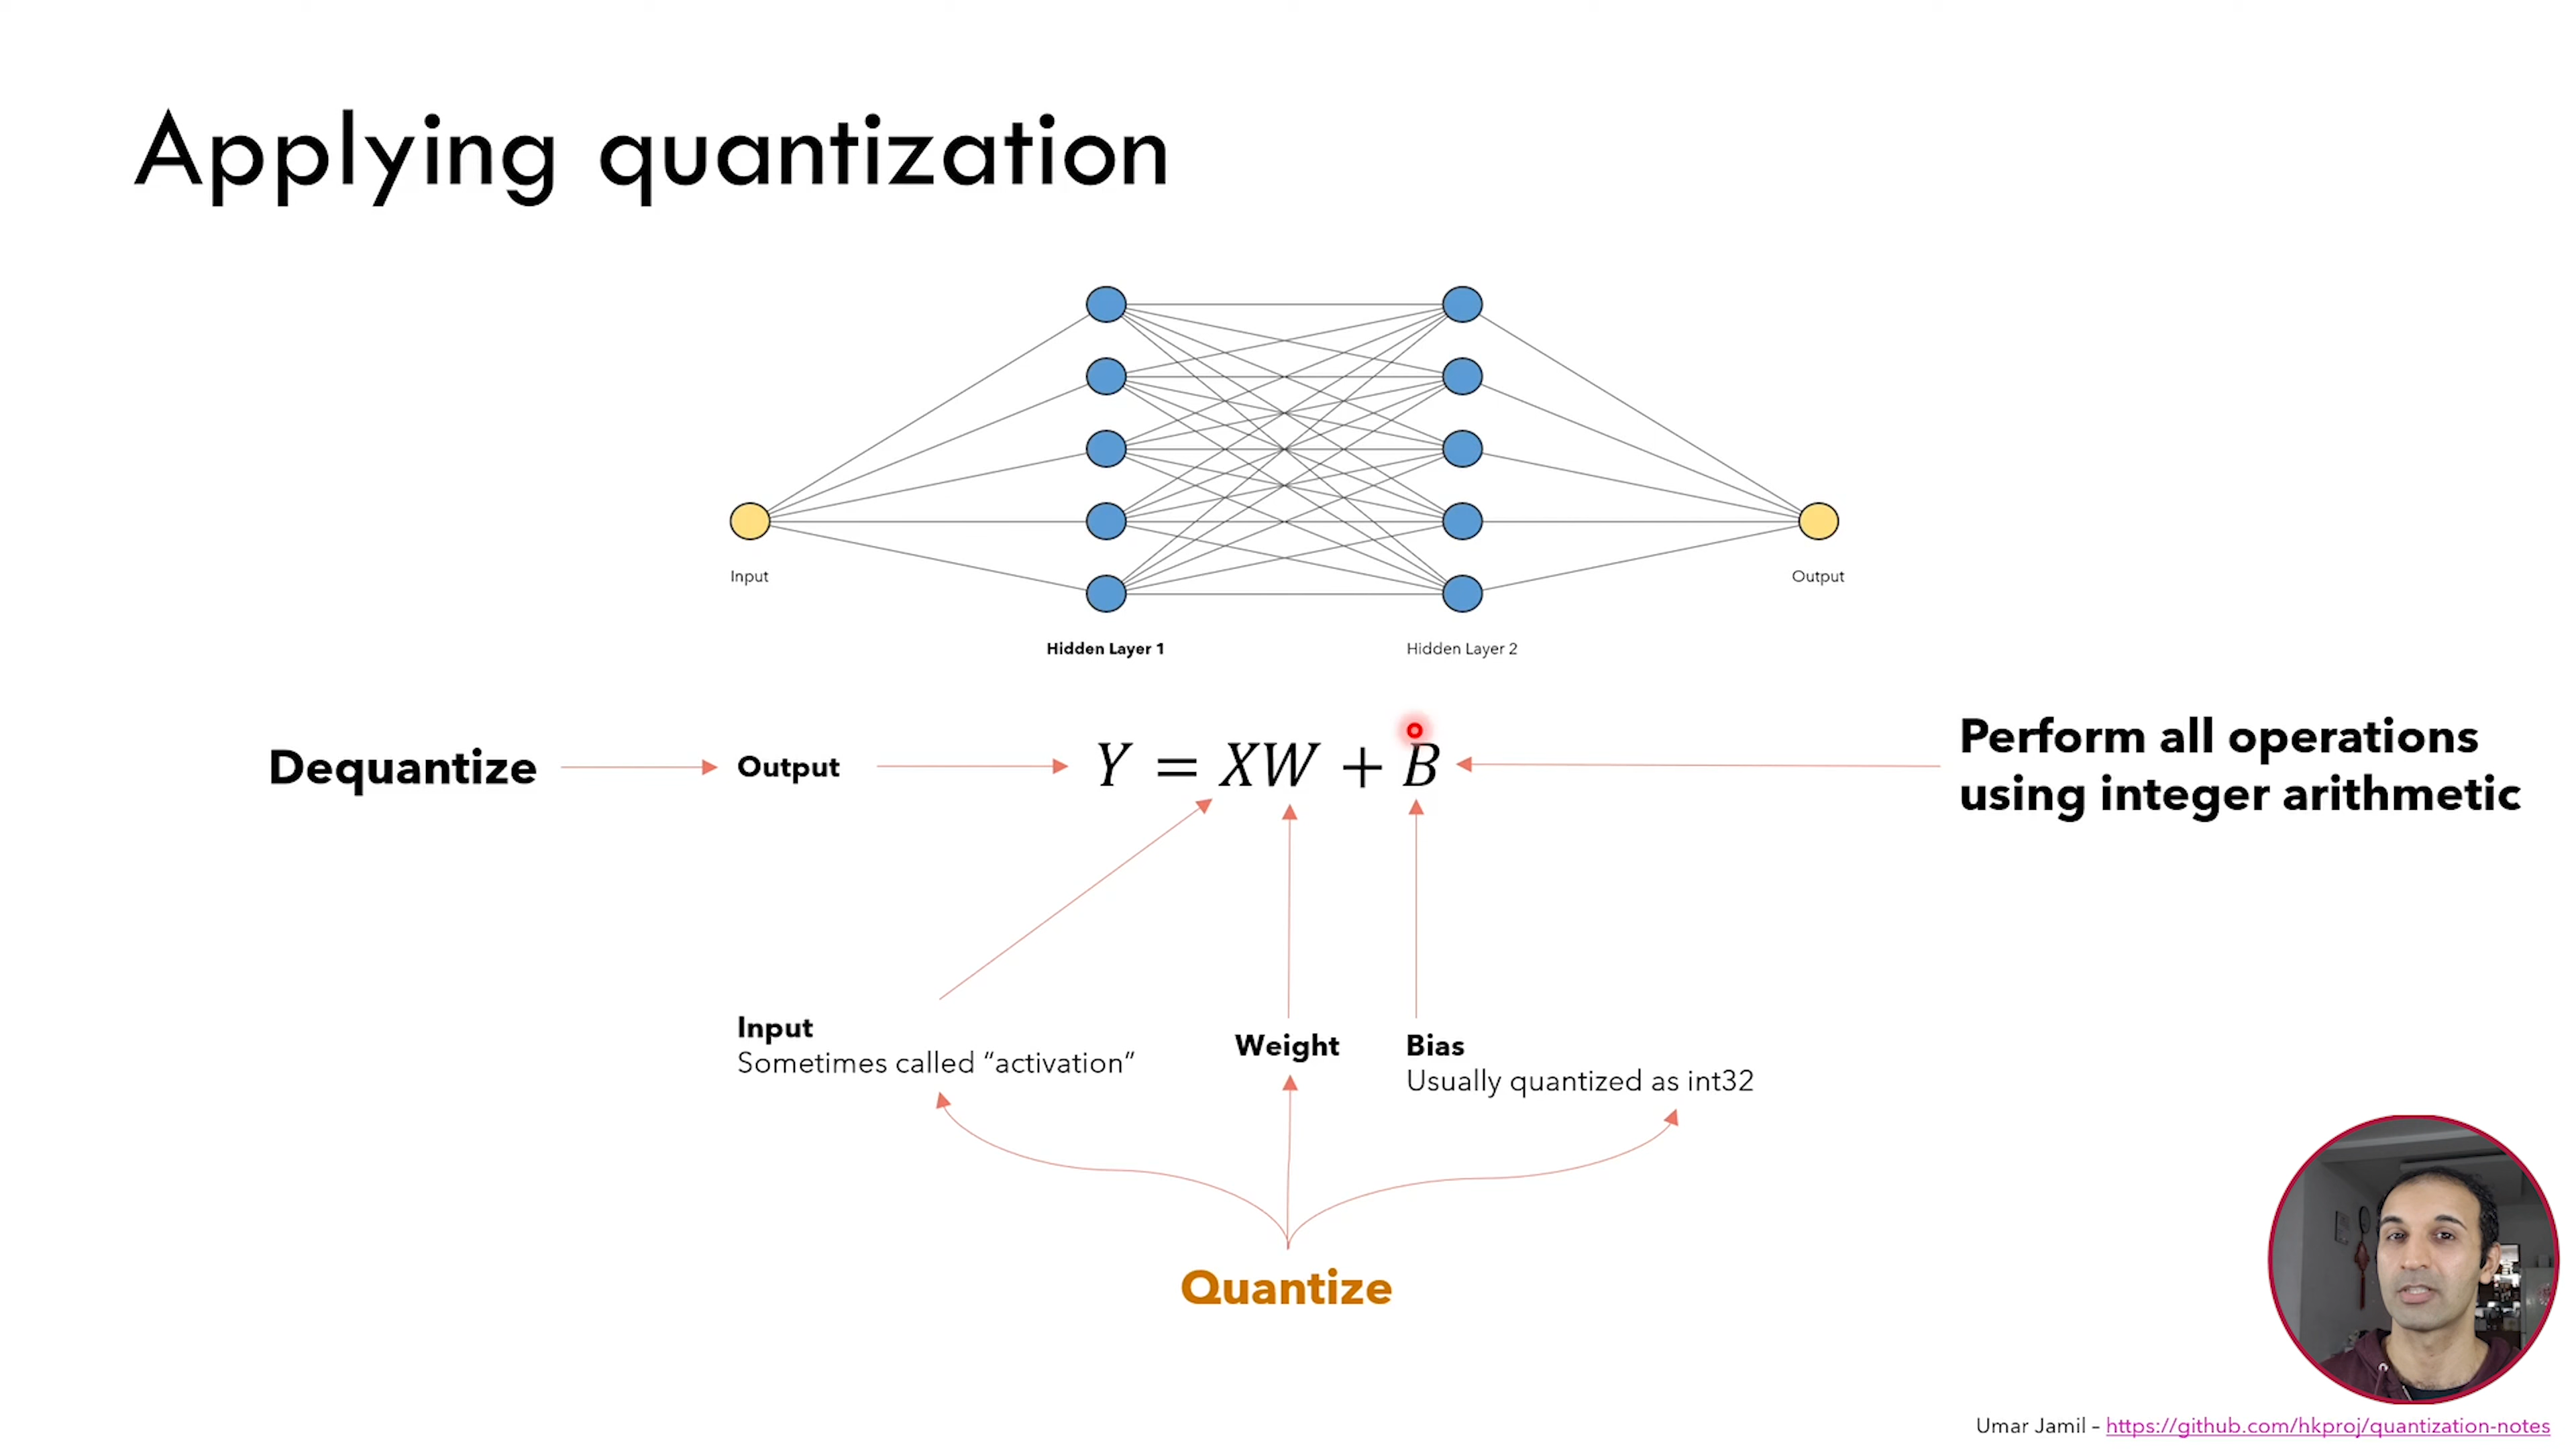 Applying quantization
Input
Output
Hidden Layer 1
Hidden Layer 2
Dequantize
Output
Y = XW + B
Perform all operations
using integer arithmetic
Input
Sometimes called “activation”
Weight
Bias
Usually quantized as int32
Quantize
Umar Jamil – https://github.com/hkproj/quantization-notes